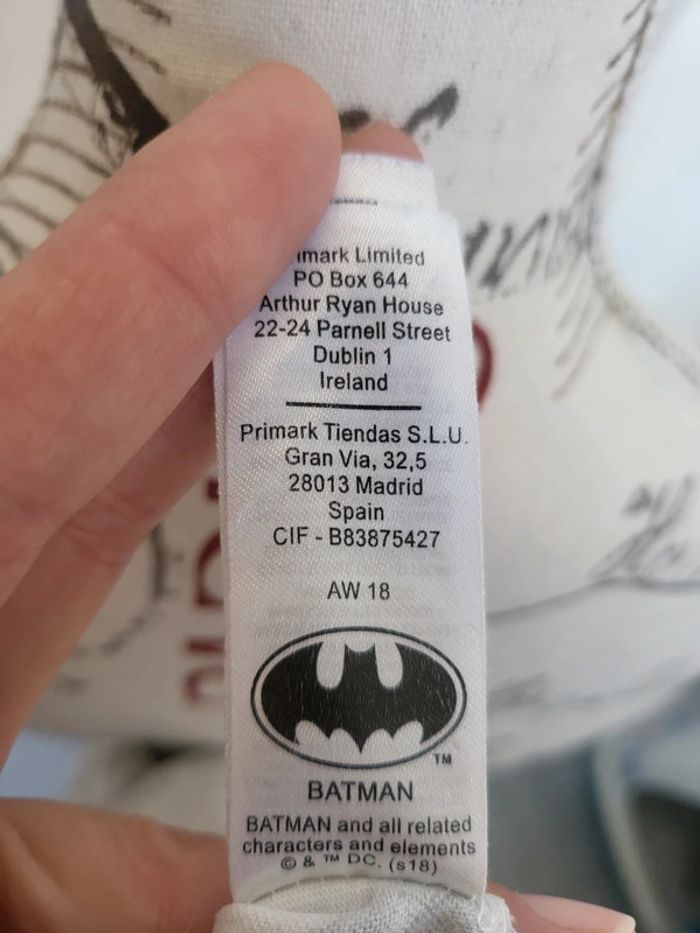 imark Limited
PO Box 644
Arthur Ryan House
22-24 Parnell Street
Dublin 1
Ireland
Primark Tiendas S.L.U.
Gran Via, 32,5
28013 Madrid
Spain
CIF - B83875427
AW 18
TM
BATMAN
BATMAN and all related
characters and elements
© & ™ DC. (s18)